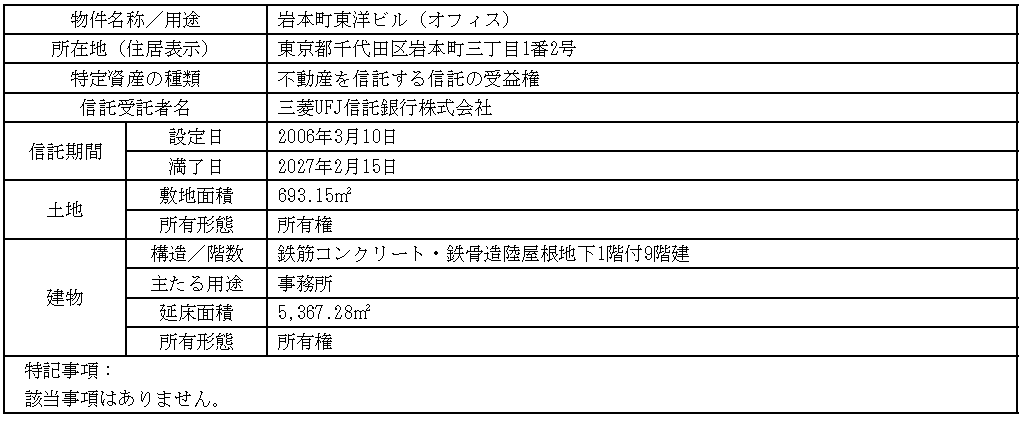 物件名称／用途 岩本町東洋ビル（オフィス）
所在地（住居表示） 東京都千代田区岩本町三丁目1番2号
特定資産の種類 不動産を信託する信託の受益権
信託受託者名 三菱UFJ信託銀行株式会社
信託期間 設定日 2006年3月10日
満了日 2027年2月15日
土地 敷地面積 693.15㎡
所有形態 所有権
建物 構造／階数 鉄筋コンクリート・鉄骨造陸屋根地下1階付9階建
主たる用途 事務所
延床面積 5,367.28㎡
所有形態 所有権
特記事項：
該当事項はありません。